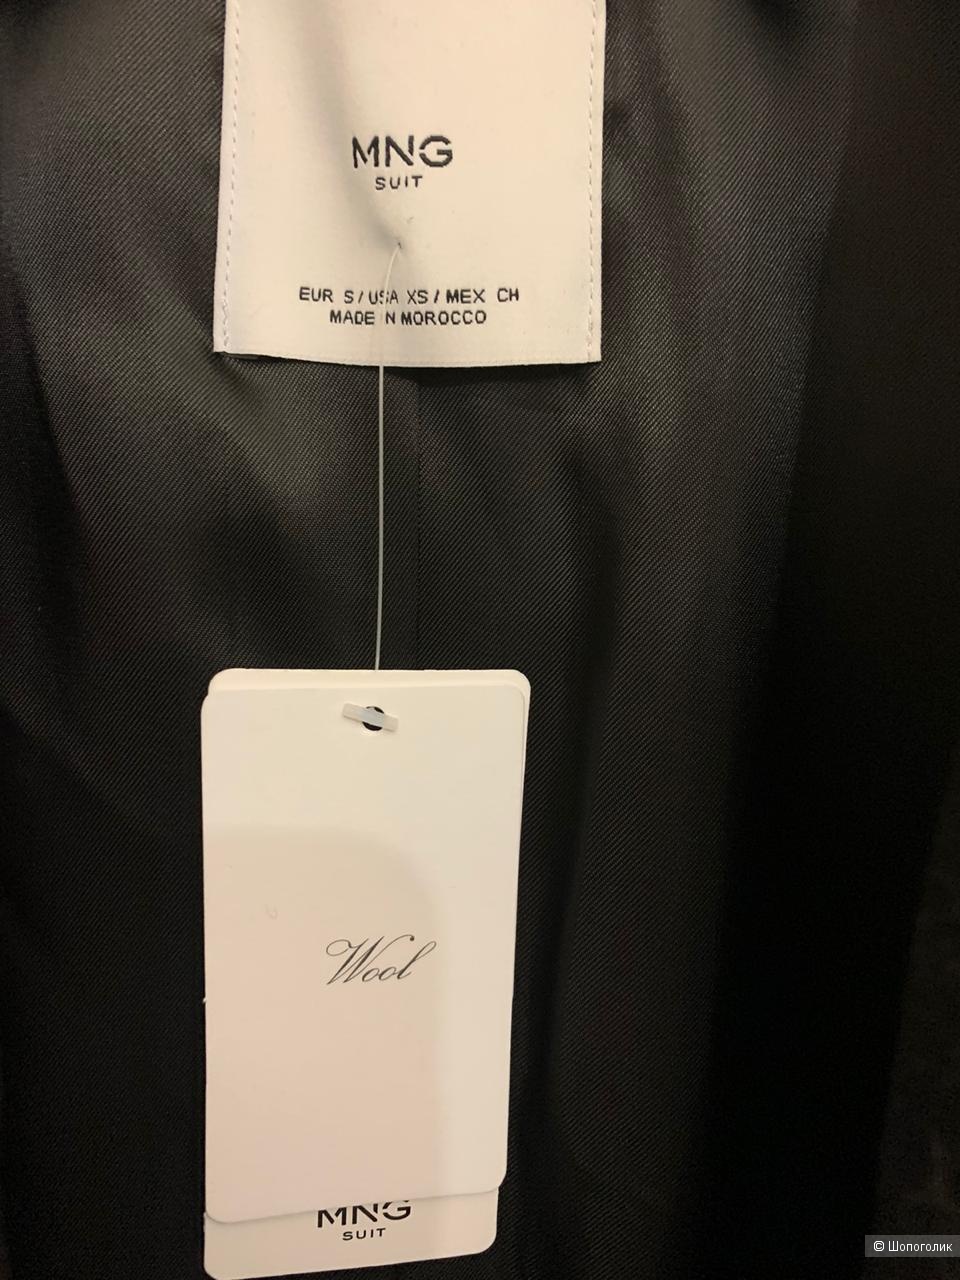 MNG
SUIT
EUR S / USA XS / MEX CH
MADE IN MOROCCO
Wool
MNG
SUIT
© Шопоголик